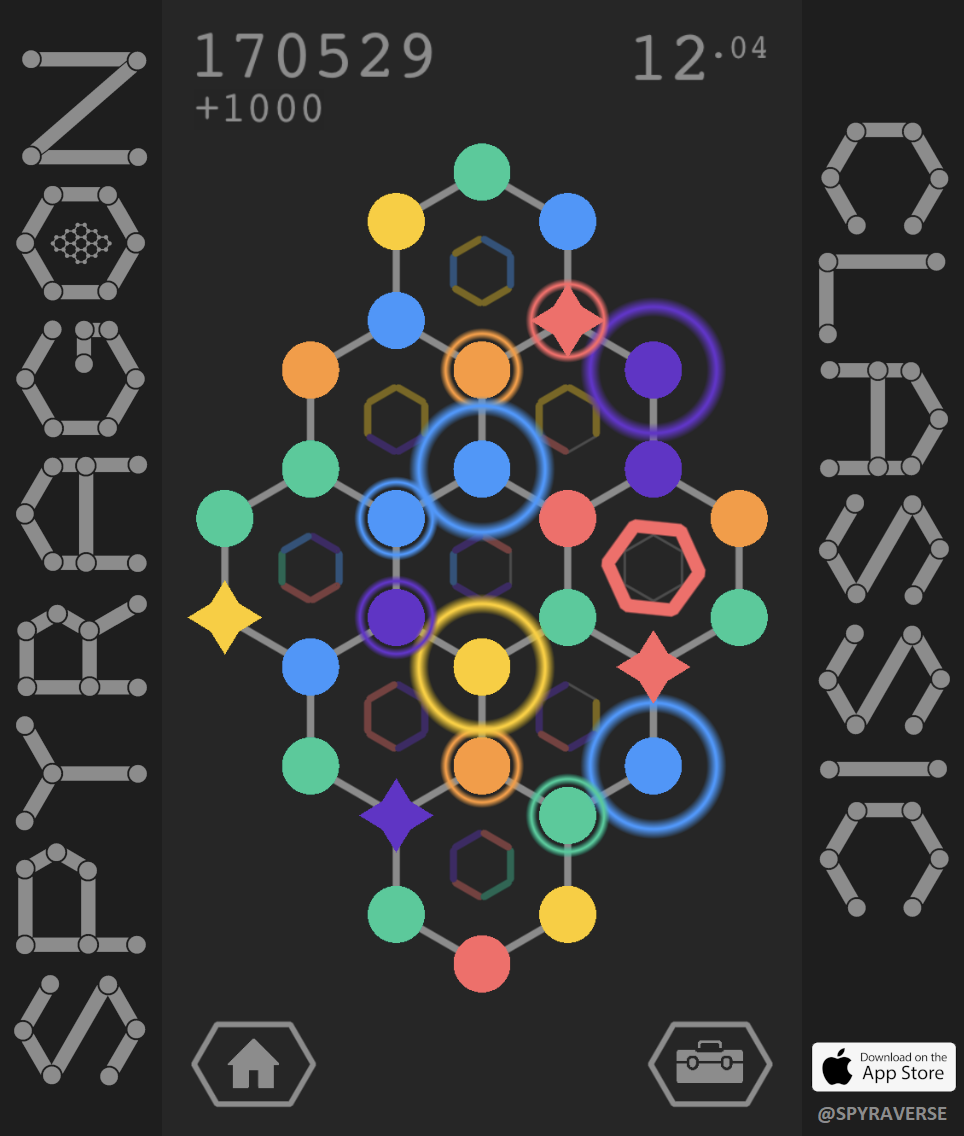 SPYRAGON
170529
+1000
12.04
CLASSIC
Download on the
App Store
@SPYRAVERSE